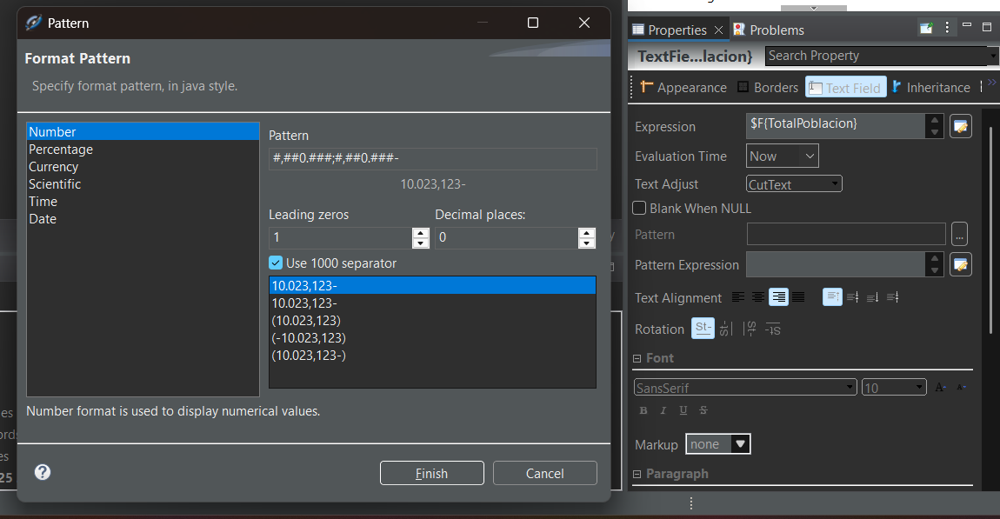 Pattern
Format Pattern
Specify format pattern, in java style.
Number
Percentage
Currency
Scientific
Time
Date
Pattern
#,##0.###;#,##0.###-
10.023,123-
Leading zeros
Decimal places:
1
0
Use 1000 separator
10.023,123-
10.023,123-
(10.023,123)
(-10.023,123)
(10.023,123-)
Number format is used to display numerical values.
Finish
Cancel
es
es
25
Properties
Problems
TextFie...lacion}
Search Property
Appearance
Borders
Text Field
Inheritance
Expression
$F{TotalPoblacion}
Evaluation Time
Now
Text Adjust
CutText
Blank When NULL
Pattern
...
Pattern Expression
Text Alignment
Rotation
St-
Font
SansSerif
10
B I U S
Markup
none
Paragraph